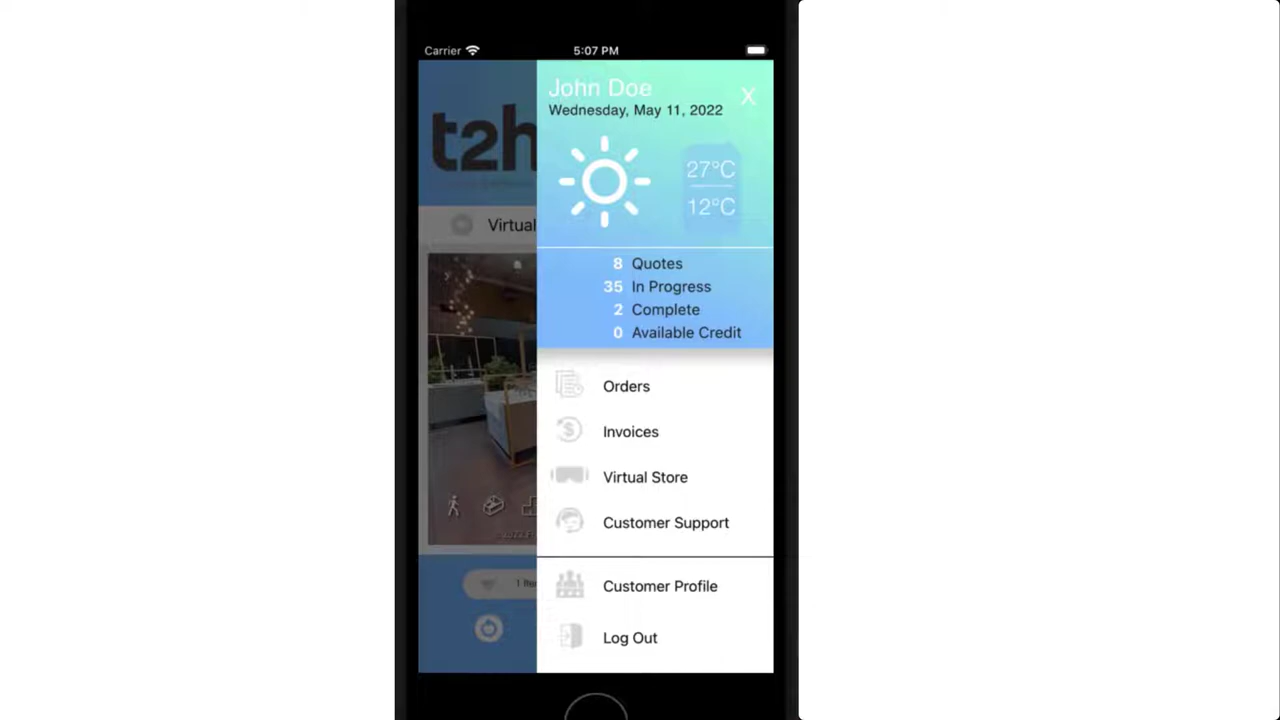 Carrier
5:07 PM
John Doe
X
Wednesday, May 11, 2022
t2h
27°C
12°C
Virtual
8 Quotes
35 In Progress
2 Complete
0 Available Credit
Orders
Invoices
Virtual Store
Customer Support
1
Customer Profile
Log Out